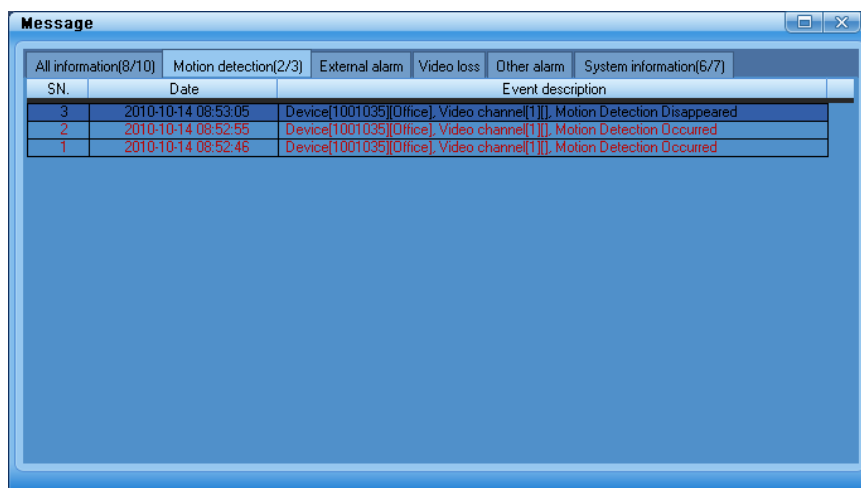 Message
All information(8/10) Motion detection(2/3) External alarm Video loss Other alarm System information(6/7)
SN. Date Event description
3 2010-10-14 08:53:05 Device[1001035][Office], Video channel[1][], Motion Detection Disappeared
2 2010-10-14 08:52:55 Device[1001035][Office], Video channel[1][], Motion Detection Occurred
1 2010-10-14 08:52:46 Device[1001035][Office], Video channel[1][], Motion Detection Occurred